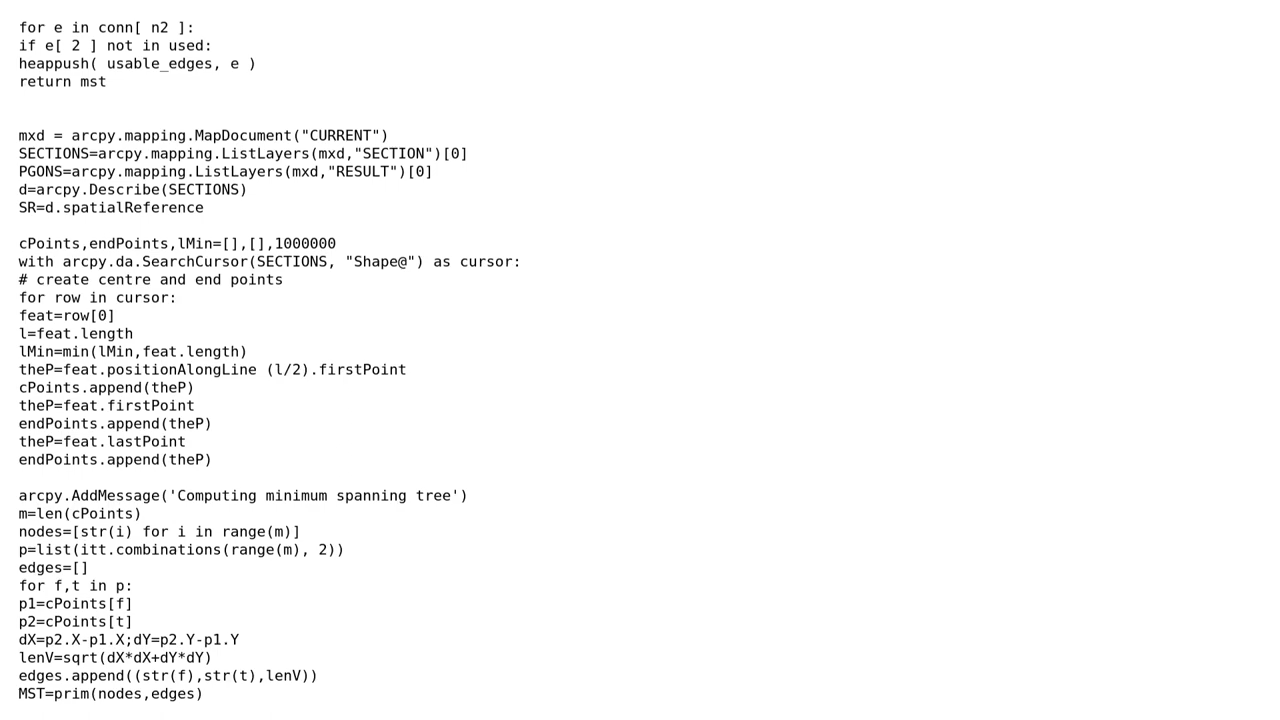 for e in conn[ n2 ]:
if e[ 2 ] not in used:
heappush( usable_edges, e )
return mst
mxd = arcpy.mapping.MapDocument("CURRENT")
SECTIONS=arcpy.mapping.ListLayers(mxd,"SECTION")[0]
PGONS=arcpy.mapping.ListLayers(mxd,"RESULT")[0]
d=arcpy.Describe(SECTIONS)
SR=d.spatialReference
cPoints,endPoints,lMin=[],[],1000000
with arcpy.da.SearchCursor(SECTIONS, "Shape@") as cursor:
# create centre and end points
for row in cursor:
feat=row[0]
l=feat.length
lMin=min(lMin,feat.length)
theP=feat.positionAlongLine (l/2).firstPoint
cPoints.append(theP)
theP=feat.firstPoint
endPoints.append(theP)
theP=feat.lastPoint
endPoints.append(theP)
arcpy.AddMessage('Computing minimum spanning tree')
m=len(cPoints)
nodes=[str(i) for i in range(m)]
p=list(itt.combinations(range(m), 2))
edges=[]
for f,t in p:
p1=cPoints[f]
p2=cPoints[t]
dX=p2.X-p1.X;dY=p2.Y-p1.Y
lenV=sqrt(dX*dX+dY*dY)
edges.append((str(f),str(t),lenV))
MST=prim(nodes,edges)